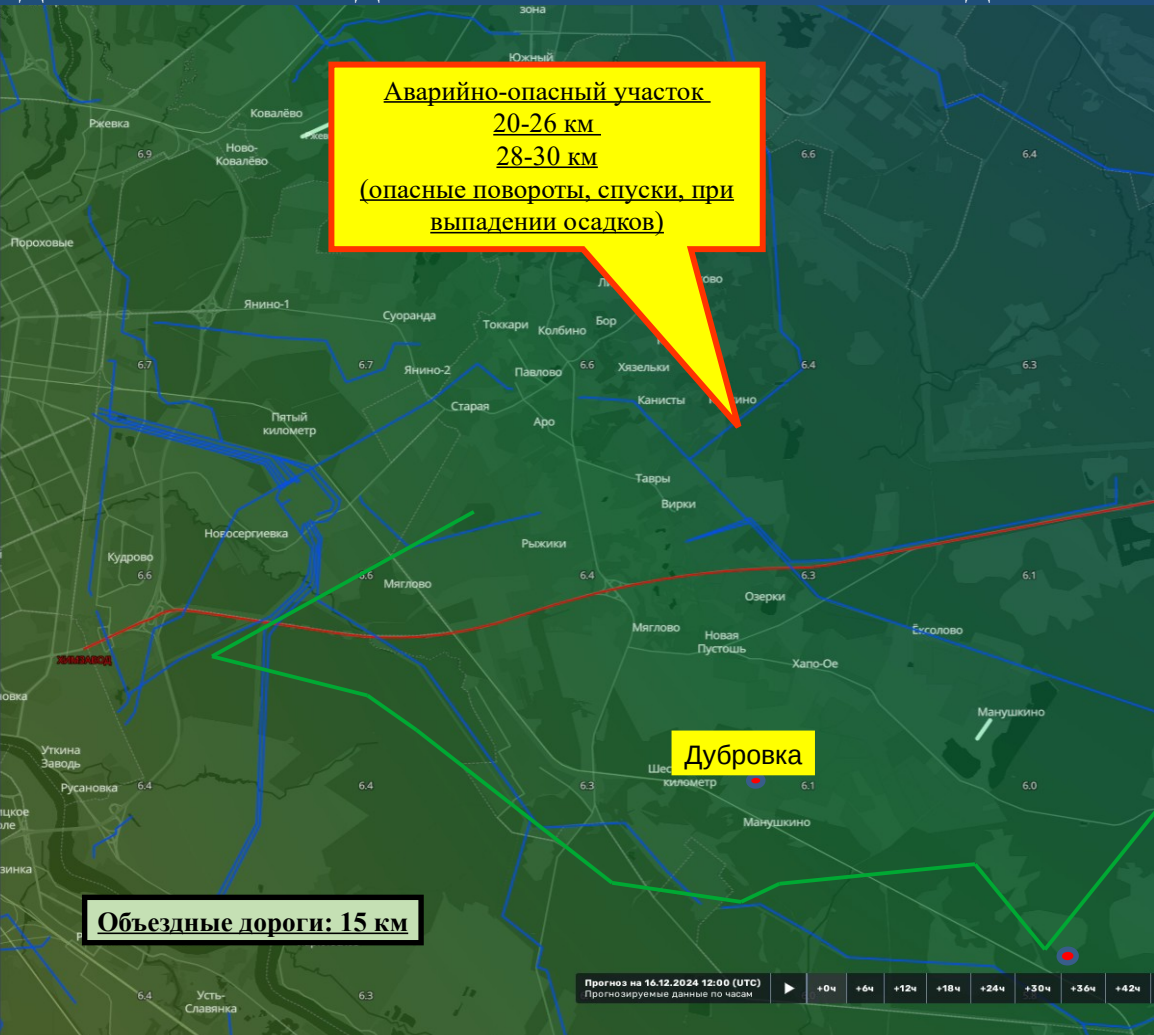 зона
Южный
Аварийно-опасный участок
20-26 км
28-30 км
(опасные повороты, спуски, при
выпадении осадков)
Ковалёво
Ржевка
Ново-
Ковалёво
6.9
6.6
6.4
Пороховые
Янино-1
Суоранда
Токкари
Колбино
Бор
6.7
6.7
Янино-2
Павлово
6.6
Хязельки
6.4
6.3
Старая
Канисты
Пятый
километр
Аро
Тавры
Вирки
Новосергиевка
Рыжики
Кудрово
6.6
6.6
Мяглово
6.4
6.3
6.1
Озерки
Мяглово
Новая
Пустошь
Ёксолово
ХИМЗАВОД
Хапо-Ое
Манушкино
Уткина
Заводь
Дубровка
километр
Русановка
6.4
6.4
6.3
6.1
6.0
Манушкино
Объездные дороги: 15 км
Прогноз на 16.12.2024 12:00 (UTC)
Прогнозируемые данные по часам
+0ч
+6ч
+12ч
+18ч
+24ч
+30ч
+36ч
+42ч
6.4
Усть-
Славянка
6.3